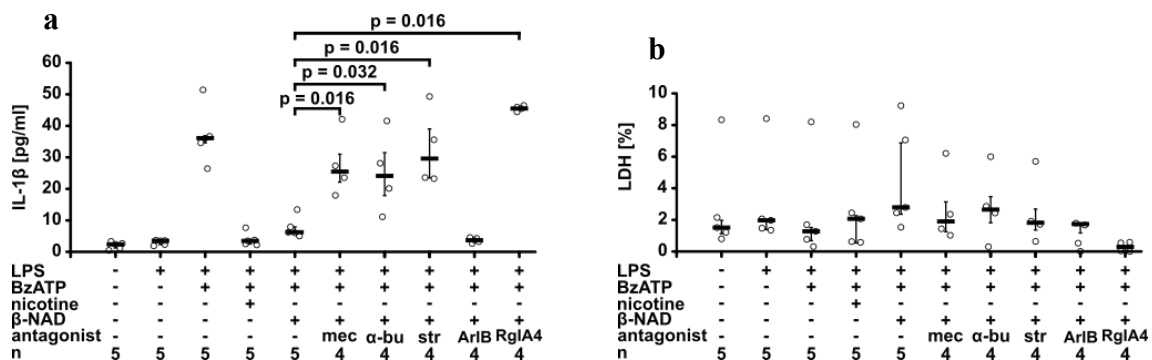 a
p = 0.016
p = 0.016
p = 0.032
p = 0.016
IL-1β [pg/ml]
60
50
40
30
20
10
0
LPS - + + + + + + + + +
BzATP - - + + + + + + + +
nicotine - - - + - - - - - -
β-NAD - - - - + + + + + +
antagonist - - - - - mec α-bu str ArIB RgIA4
n 5 5 5 5 5 4 4 4 4 4
b
LDH [%]
10
8
6
4
2
0
LPS - + + + + + + + + +
BzATP - - + + + + + + + +
nicotine - - - + - - - - - -
β-NAD - - - - + + + + + +
antagonist - - - - - mec α-bu str ArIB RgIA4
n 5 5 5 5 5 4 4 4 4 4